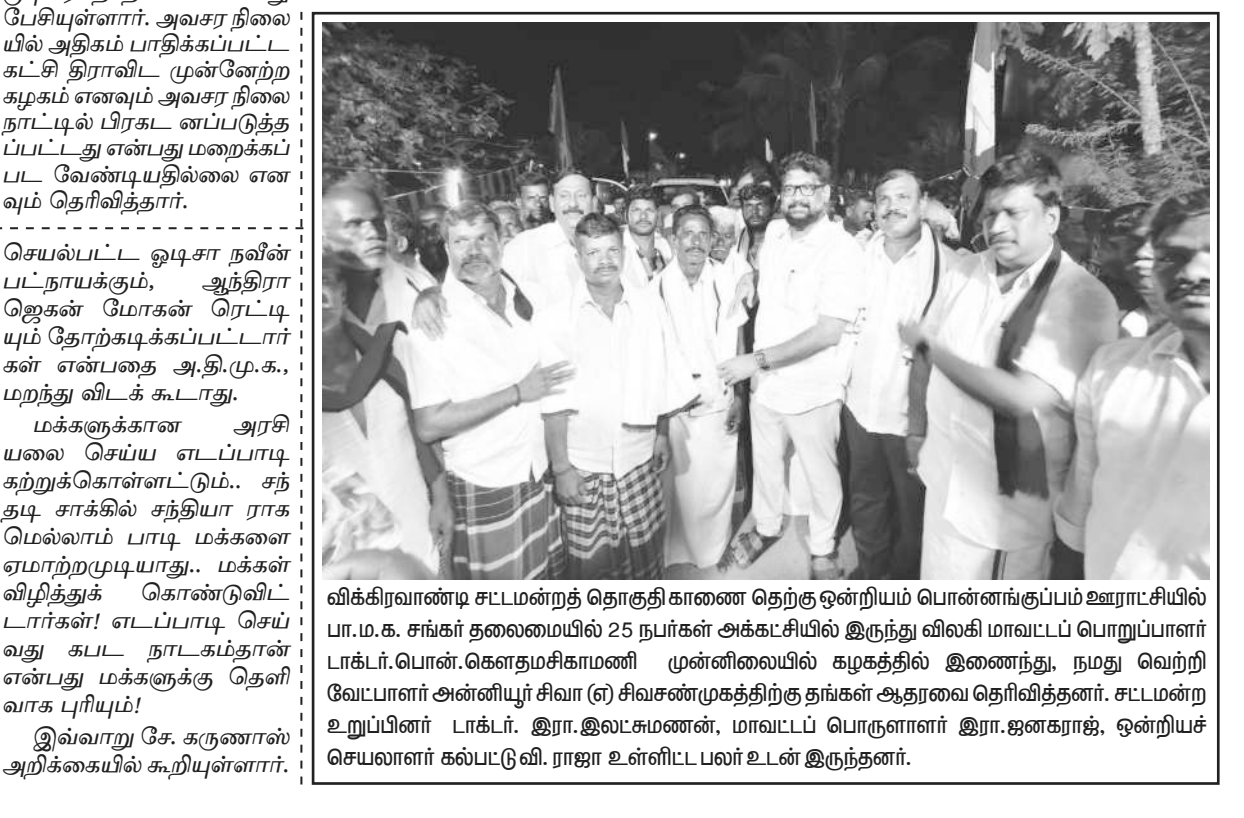 பேசியுள்ளார். அவசர நிலை
யில் அதிகம் பாதிக்கப்பட்ட
கட்சி திராவிட முன்னேற்ற
கழகம் எனவும் அவசர நிலை
நாட்டில் பிரகட னப்படுத்த
ப்பட்டது என்பது மறைக்கப்
பட வேண்டியதில்லை என
வும் தெரிவித்தார்.
செயல்பட்ட ஒடிசா நவீன்
பட்நாயக்கும், ஆந்திரா
ஜெகன் மோகன் ரெட்டி
யும் தோற்கடிக்கப்பட்டார்
கள் என்பதை அ.தி.மு.க.,
மறந்து விடக் கூடாது.
மக்களுக்கான அரசி
யலை செய்ய எடப்பாடி
கற்றுக்கொள்ளட்டும்.. சந்
தடி சாக்கில் சந்தியா ராக
மெல்லாம் பாடி மக்களை
ஏமாற்றமுடியாது.. மக்கள்
விழித்துக் கொண்டுவிட்
டார்கள்! எடப்பாடி செய்
வது கபட நாடகம்தான்
என்பது மக்களுக்கு தெளி
வாக புரியும்!
இவ்வாறு சே. கருணாஸ்
அறிக்கையில் கூறியுள்ளார்.
விக்கிரவாண்டி சட்டமன்றத் தொகுதி காணை தெற்கு ஒன்றியம் பொன்னங்குப்பம் ஊராட்சியில்
பா.ம.க. சங்கர் தலைமையில் 25 நபர்கள் அக்கட்சியில் இருந்து விலகி மாவட்டப் பொறுப்பாளர்
டாக்டர்.பொன்.கௌதமசிகாமணி முன்னிலையில் கழகத்தில் இணைந்து, நமது வெற்றி
வேட்பாளர் அன்னியூர் சிவா (எ) சிவசண்முகத்திற்கு தங்கள் ஆதரவை தெரிவித்தனர். சட்டமன்ற
உறுப்பினர் டாக்டர். இரா.இலட்சுமணன், மாவட்டப் பொருளாளர் இரா.ஜனகராஜ், ஒன்றியச்
செயலாளர் கல்பட்டு வி. ராஜா உள்ளிட்ட பலர் உடன் இருந்தனர்.